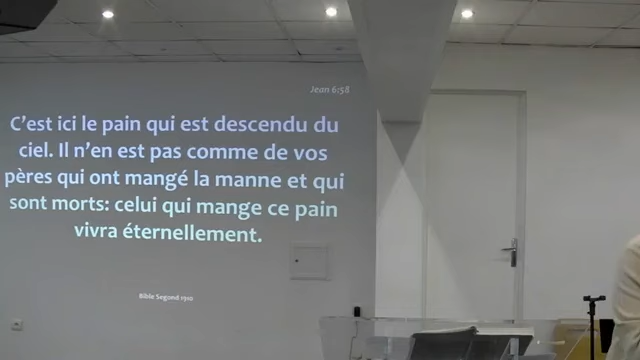 Jean 6:58
C'est ici le pain qui est descendu du
ciel. Il n'en est pas comme de vos
pères qui ont mangé la manne et qui
sont morts: celui qui mange ce pain
vivra éternellement.
Bible Segond 1910